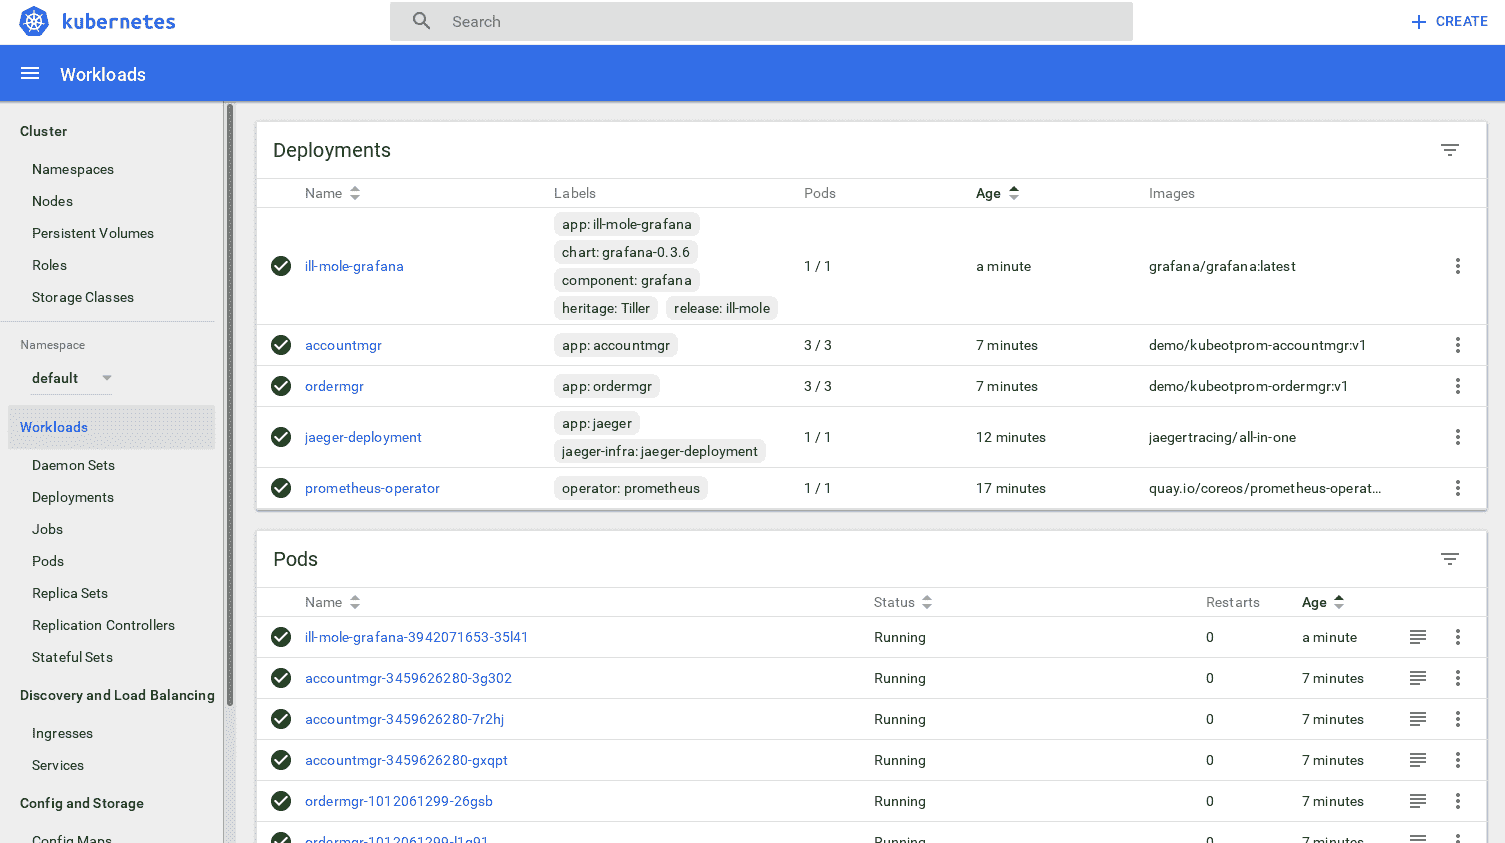 kubernetes
Search
CREATE
Workloads
Cluster
Namespaces
Nodes
Persistent Volumes
Roles
Storage Classes
Namespace
default
Workloads
Daemon Sets
Deployments
Jobs
Pods
Replica Sets
Replication Controllers
Stateful Sets
Discovery and Load Balancing
Ingresses
Services
Config and Storage
Config Maps
Deployments
Name Labels Pods Age Images
app: ill-mole-grafana
chart: grafana-0.3.6
ill-mole-grafana 1 / 1 a minute grafana/grafana:latest
component: grafana
heritage: Tiller release: ill-mole
accountmgr app: accountmgr 3 / 3 7 minutes demo/kubeotprom-accountmgr:v1
ordermgr app: ordermgr 3 / 3 7 minutes demo/kubeotprom-ordermgr:v1
app: jaeger
jaeger-deployment 1 / 1 12 minutes jaegertracing/all-in-one
jaeger-infra: jaeger-deployment
prometheus-operator operator: prometheus 1 / 1 17 minutes quay.io/coreos/prometheus-operat...
Pods
Name Status Restarts Age
ill-mole-grafana-3942071653-35l41 Running 0 a minute
accountmgr-3459626280-3g302 Running 0 7 minutes
accountmgr-3459626280-7r2hj Running 0 7 minutes
accountmgr-3459626280-gxqpt Running 0 7 minutes
ordermgr-1012061299-26gsb Running 0 7 minutes
Running 0 7 minutes